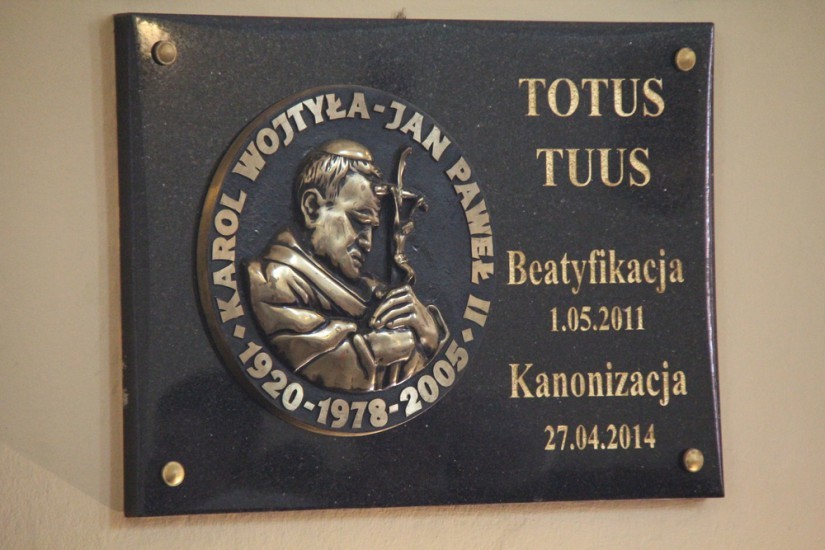 KAROL WOJTYŁA - JAN PAWEŁ II
1920-1978-2005
TOTUS
TUUS
Beatyfikacja
1.05.2011
Kanonizacja
27.04.2014